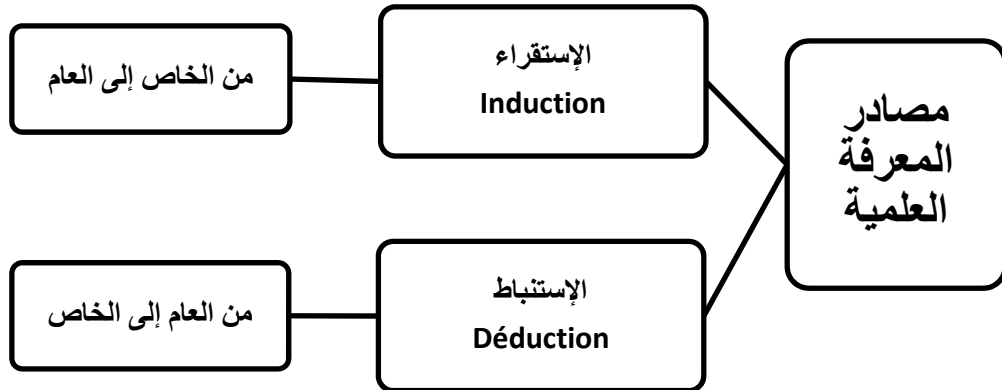 مصادر
المعرفة
العلمية
الإستقراء
Induction
من الخاص إلى العام
الإستنباط
Déduction
من العام إلى الخاص